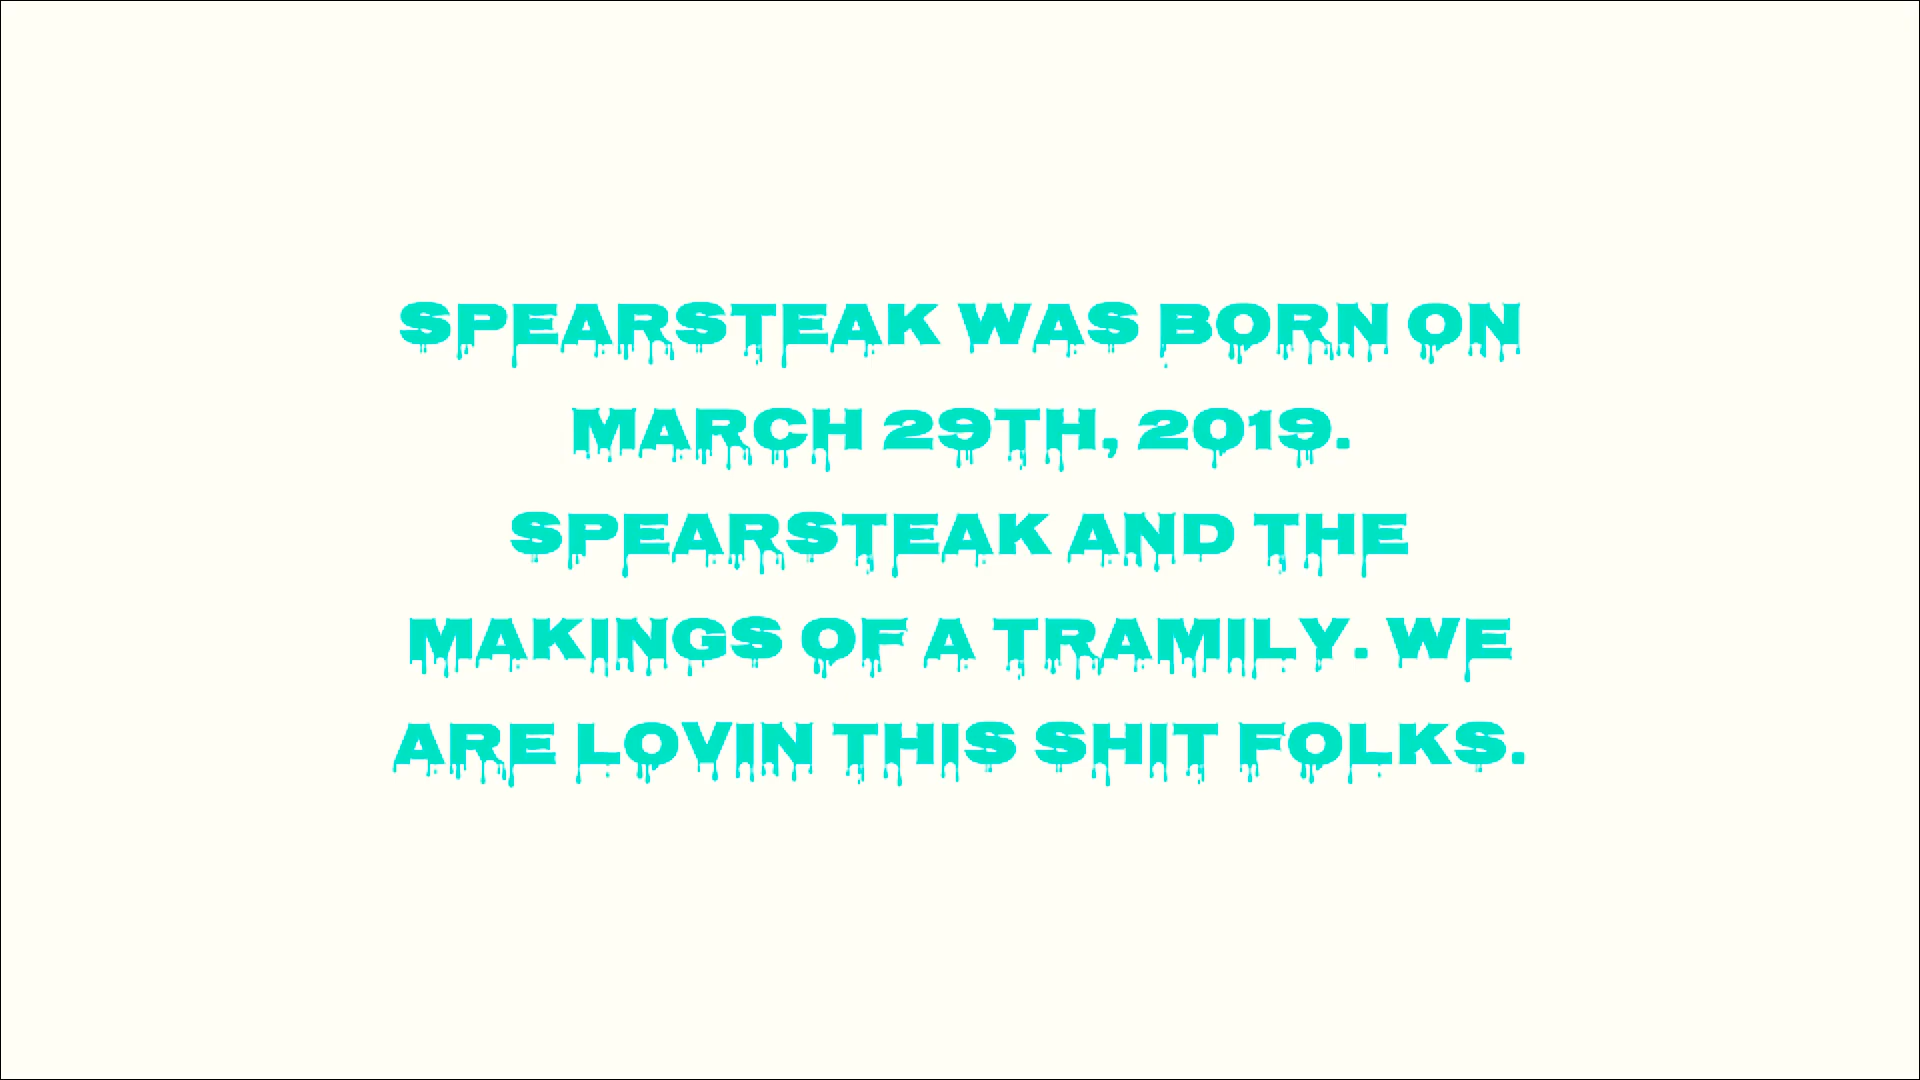 SPEARSTEAK WAS BORN ON
MARCH 29TH, 2019.
SPEARSTEAK AND THE
MAKINGS OF A TRAMILY. WE
ARE LOVIN THIS SHIT FOLKS.